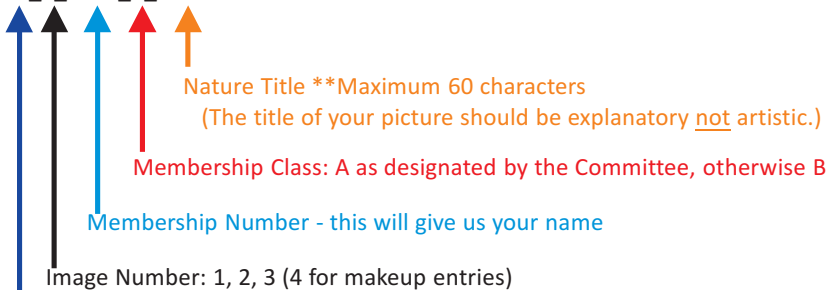 Nature Title **Maximum 60 characters
(The title of your picture should be explanatory not artistic.)
Membership Class: A as designated by the Committee, otherwise B
Membership Number - this will give us your name
Image Number: 1, 2, 3 (4 for makeup entries)